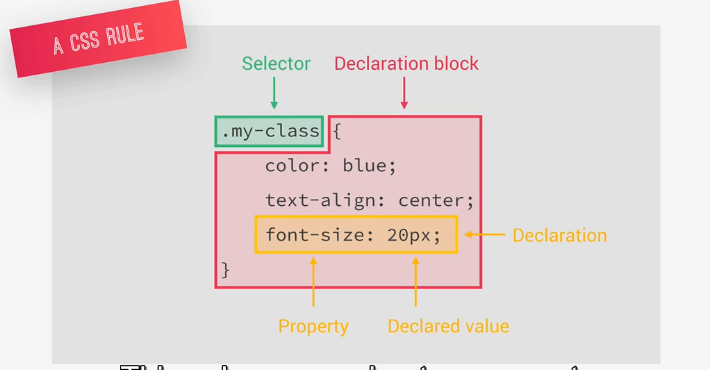 A CSS RULE
Selector
Declaration block
.my-class {
color: blue;
text-align: center;
font-size: 20px;
Declaration
}
Property
Declared value